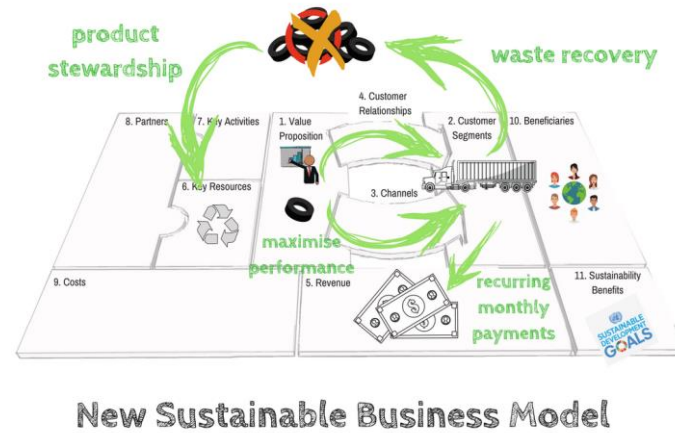 product
stewardship
waste recovery
4. Customer
Relationships
8. Partners
7. Key Activities
1. Value
Proposition
2. Customer
Segments
10. Beneficiaries
6. Key Resources
3. Channels
maximise
performance
9. Costs
5. Revenue
recurring
monthly
payments
11. Sustainability
Benefits
SUSTAINABLE
DEVELOPMENT
GOALS
New Sustainable Business Model